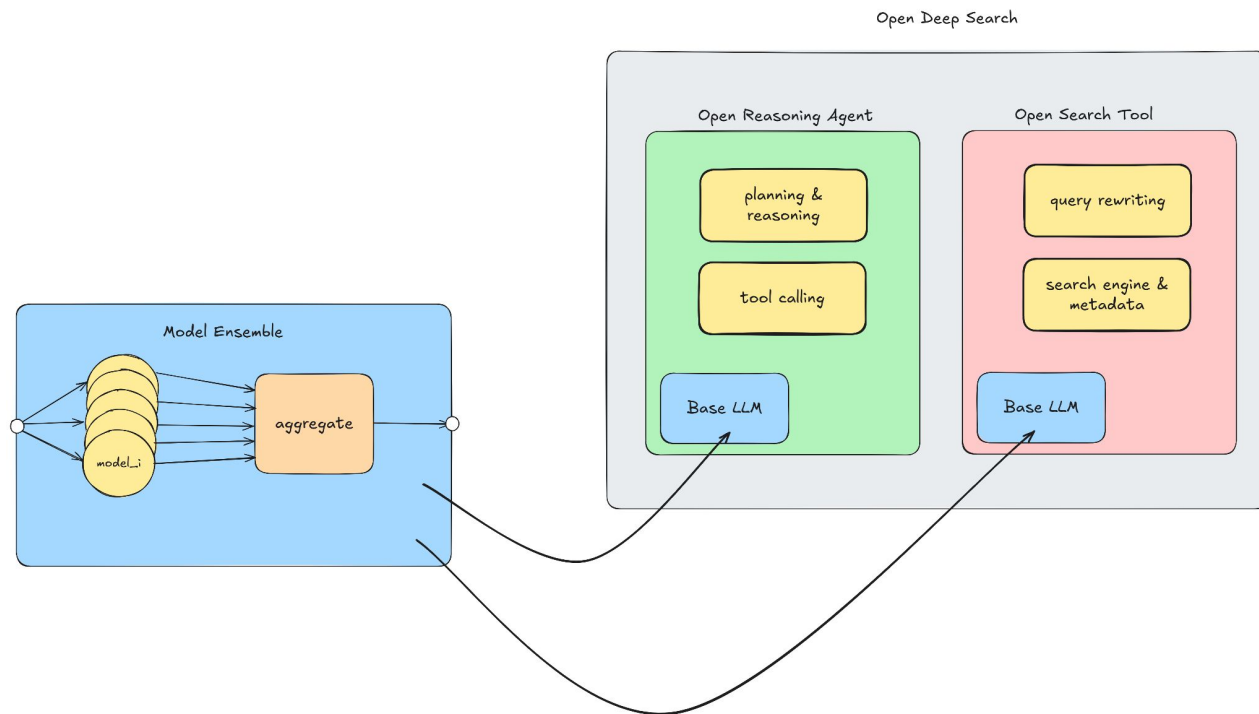 Open Deep Search
Open Reasoning Agent
Open Search Tool
planning &
reasoning
query rewriting
tool calling
search engine &
metadata
Model Ensemble
Base LLM
Base LLM
aggregate
model_i